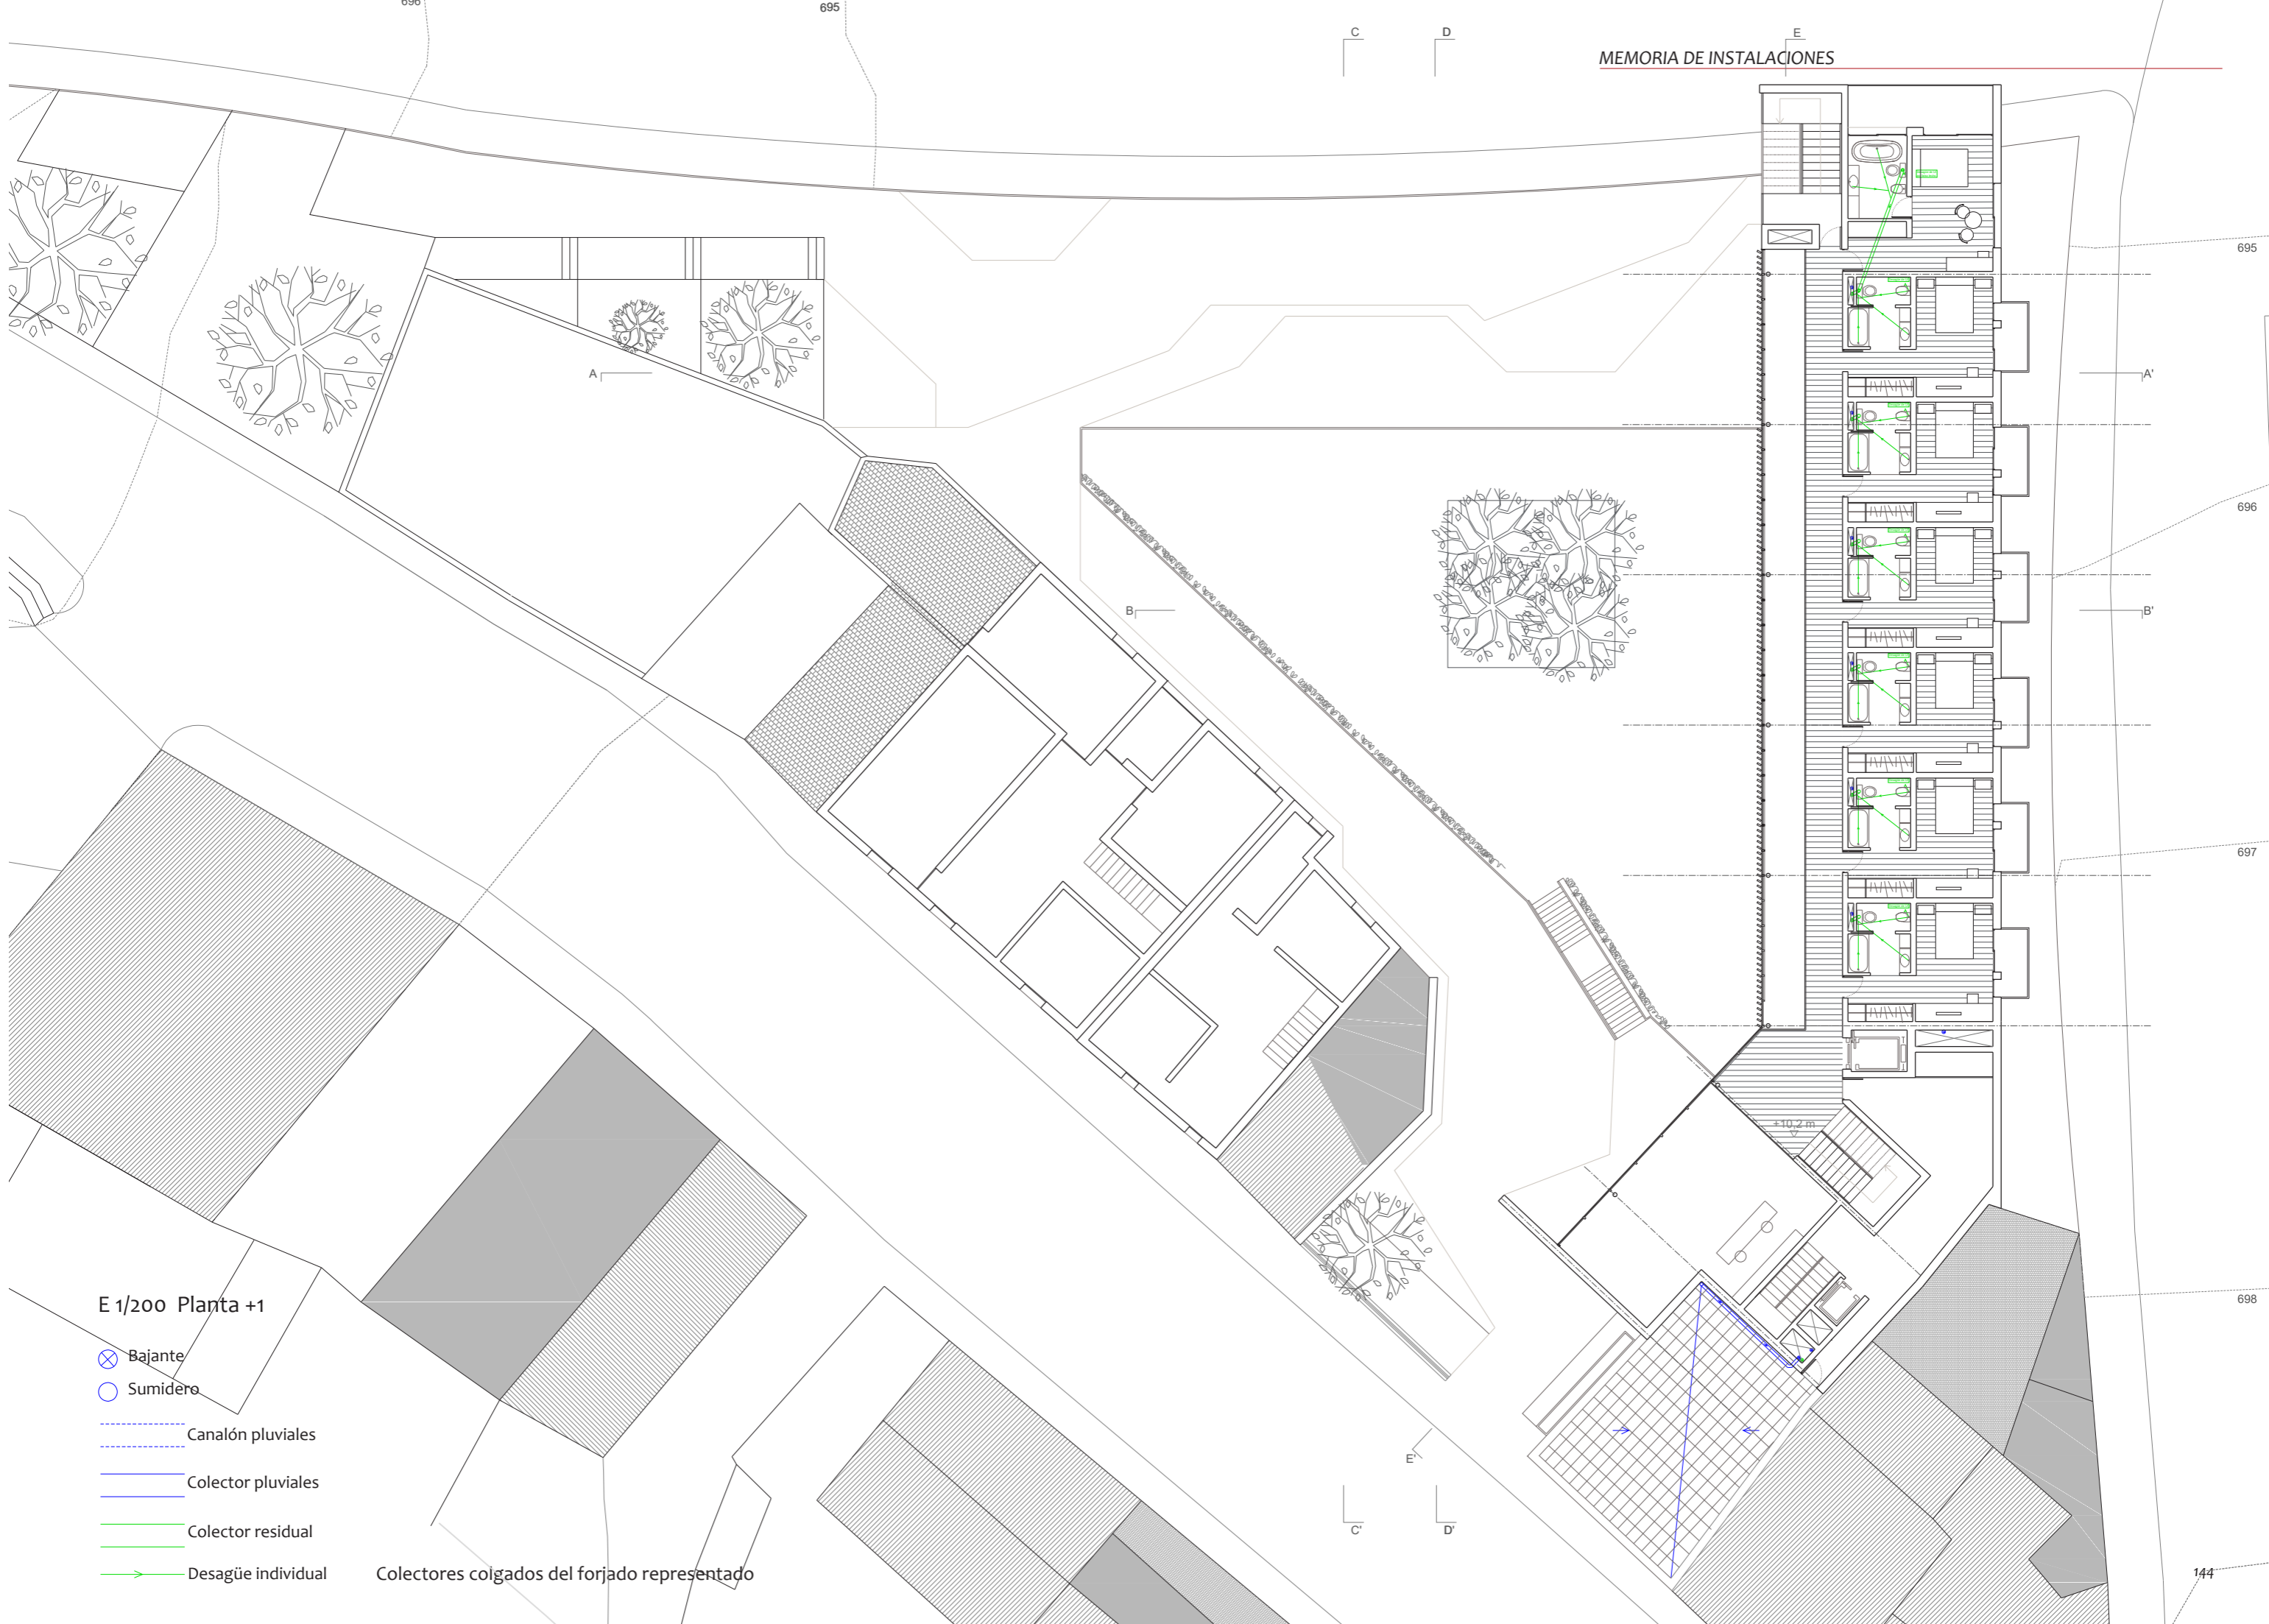 696
695
C
D
E
MEMORIA DE INSTALACIONES
695
A
A'
696
B
B'
697
+10,2 m
698
E 1/200 Planta +1
Bajante
Sumidero
Canalón pluviales
Colector pluviales
Colector residual
Desagüe individual
Colectores colgados del forjado representado
E'
C'
D'
144